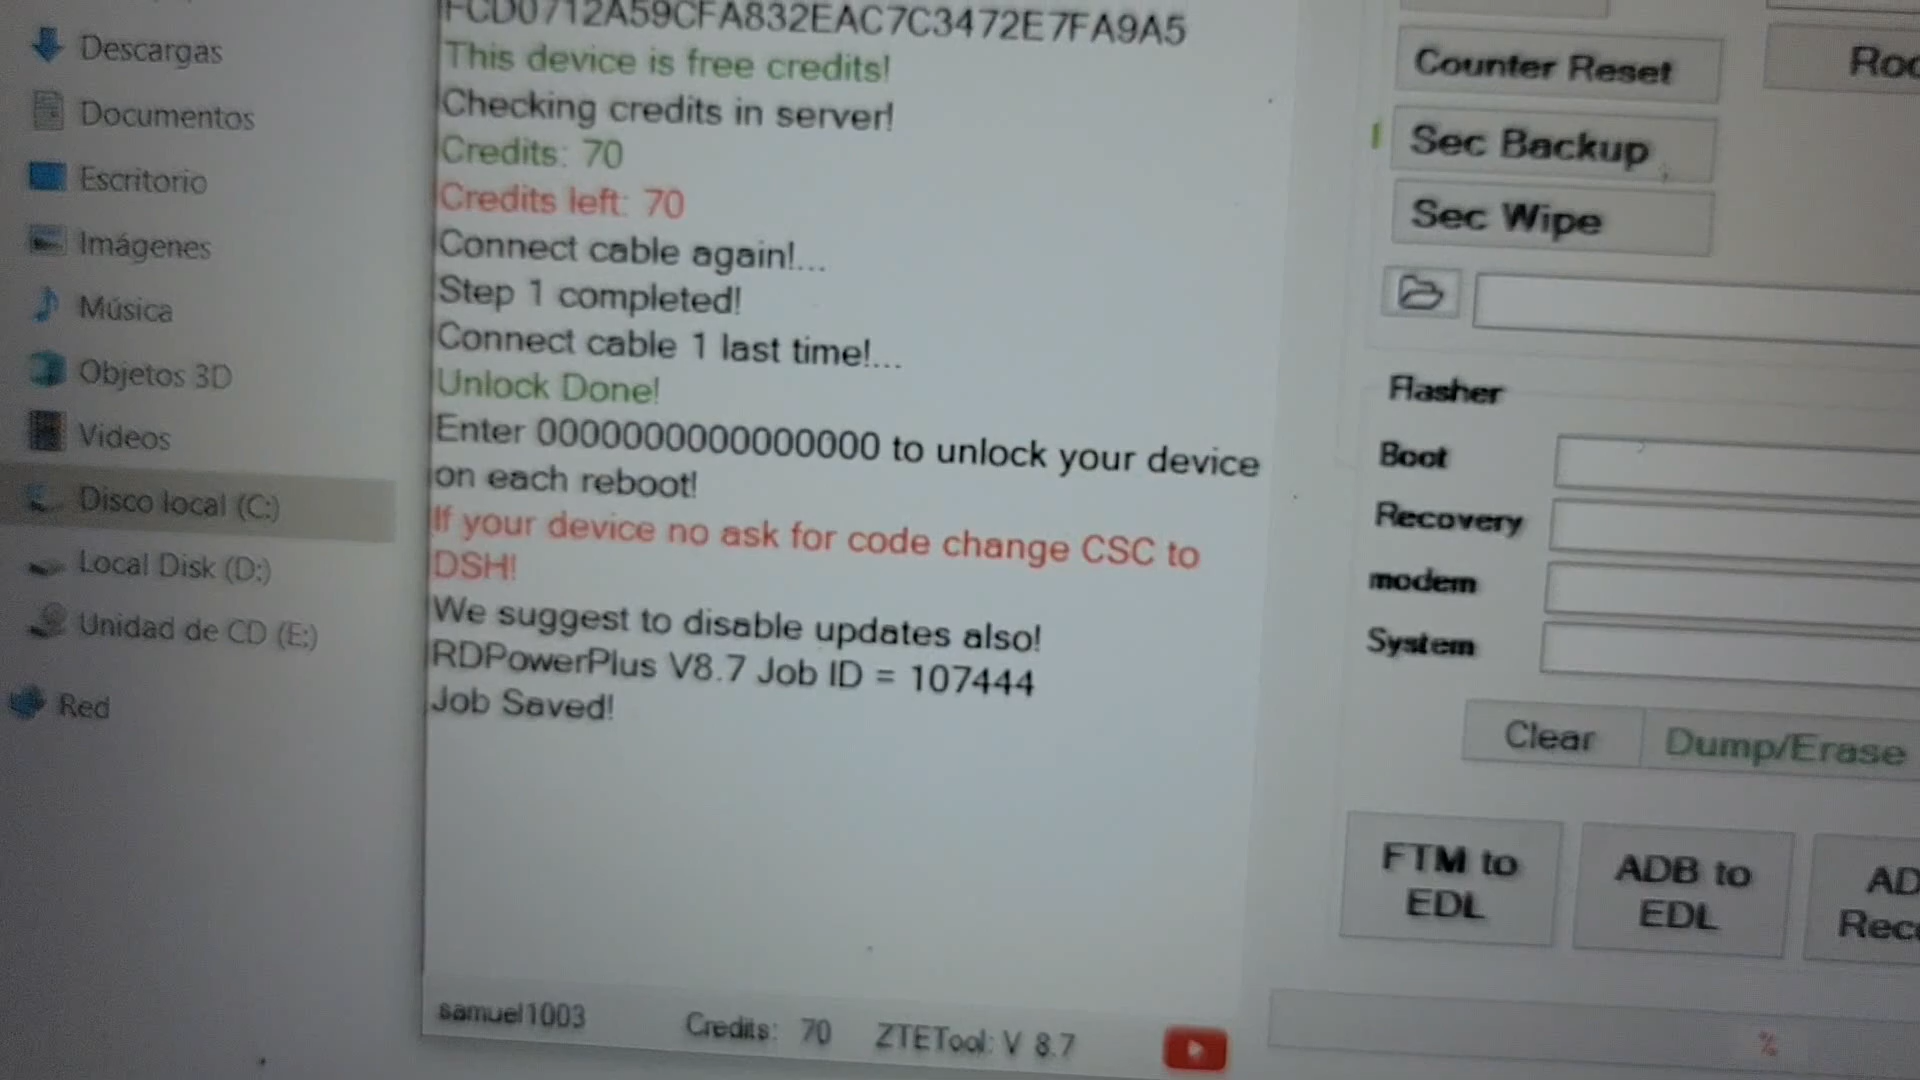 Descargas
Documentos
Escritorio
Imágenes
Música
Objetos 3D
Videos
Disco local (C:)
Local Disk (D:)
Unidad de CD (E:)
Red
FCD0712A59CFA832EAC7C3472E7FA9A5
This device is free credits!
Checking credits in server!
Credits: 70
Credits left: 70
Connect cable again!...
Step 1 completed!
Connect cable 1 last time!...
Unlock Done!
Enter 0000000000000000 to unlock your device
on each reboot!
If your device no ask for code change CSC to
DSH!
We suggest to disable updates also!
RDPowerPlus V8.7 Job ID = 107444
Job Saved!
samuel1003 Credits: 70 ZTETool: V 8.7
Counter Reset
Roo
Sec Backup
Sec Wipe
Flasher
Boot
Recovery
modem
System
Clear Dump/Erase
FTM to
EDL
ADB to
EDL
AD
Reco
%